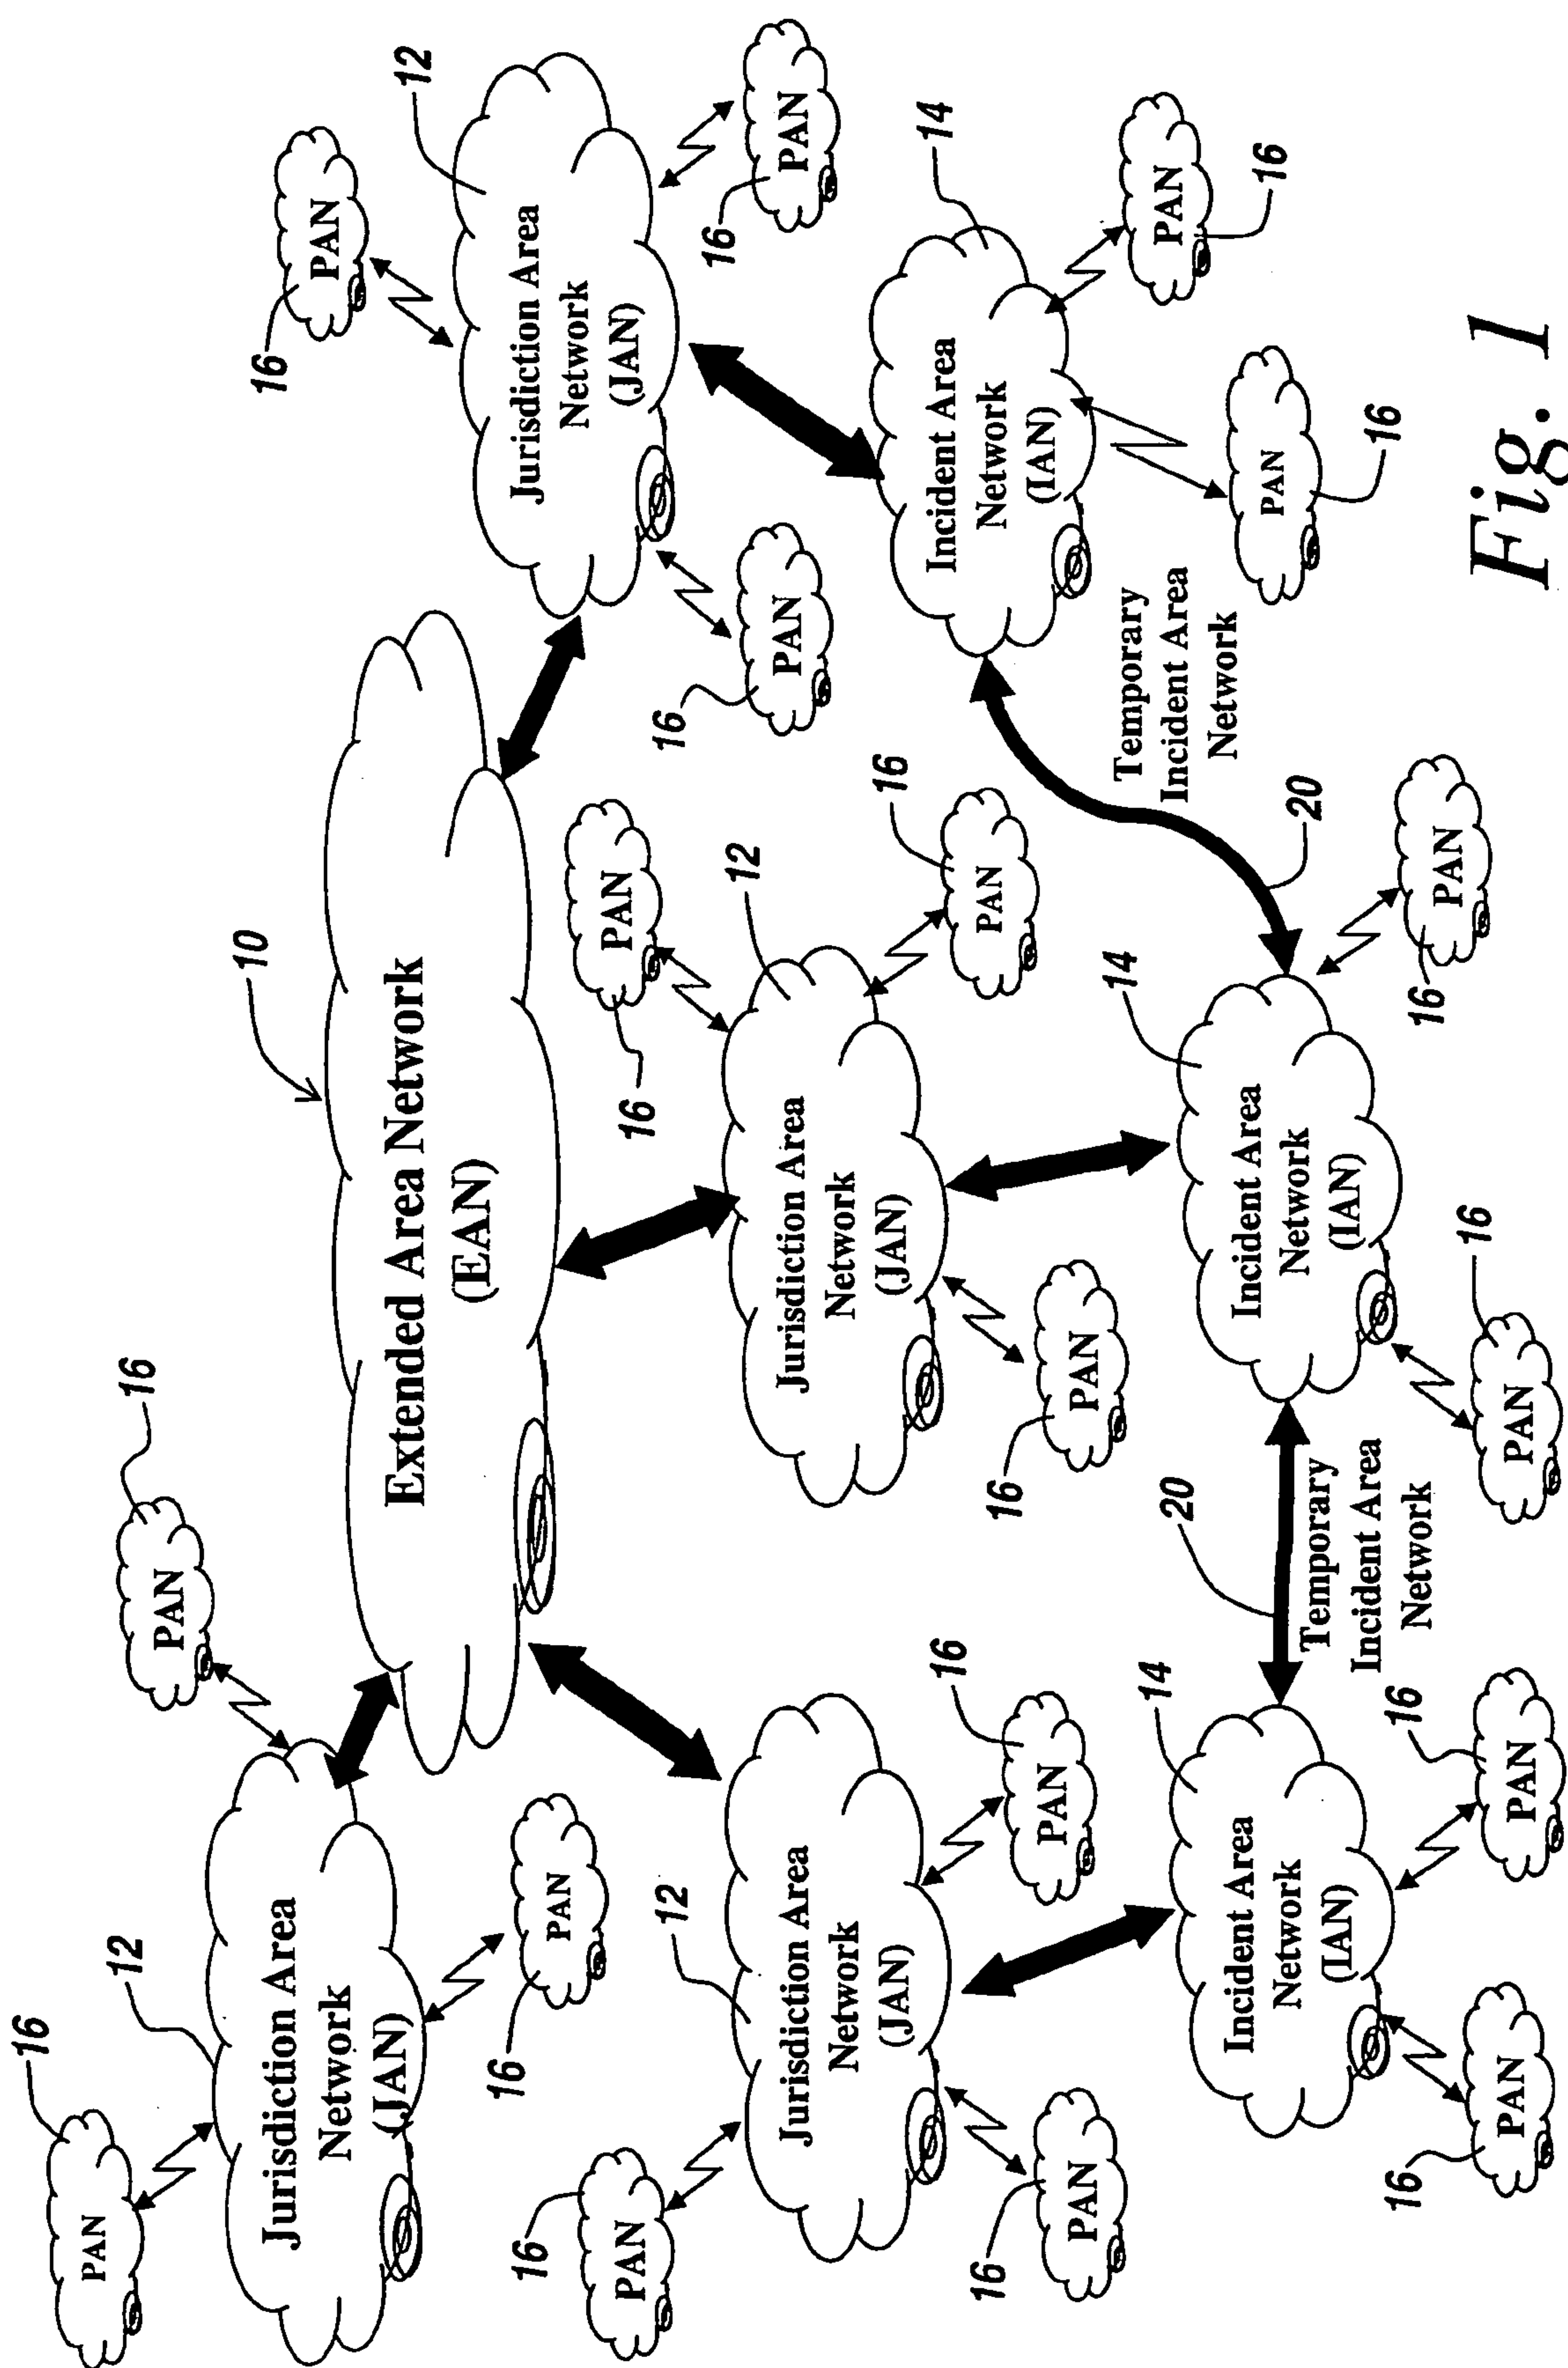 16
PAN
12
16
PAN
Jurisdiction Area
Network
(JAN)
16
PAN
10
Extended Area Network
(EAN)
16
PAN
12
Jurisdiction Area
Network
(JAN)
16
PAN
16
PAN
16
PAN
12
Jurisdiction Area
Network
(JAN)
16
PAN
16
PAN
16
PAN
12
Jurisdiction Area
Network
(JAN)
16
PAN
16
PAN
14
Incident Area
Network
(IAN)
16
PAN
16
PAN
20
Temporary
Incident Area
Network
14
Incident Area
Network
(IAN)
16
PAN
16
PAN
20
Temporary
Incident Area
Network
14
Incident Area
Network
(IAN)
PAN
16
PAN
16
Fig. 1